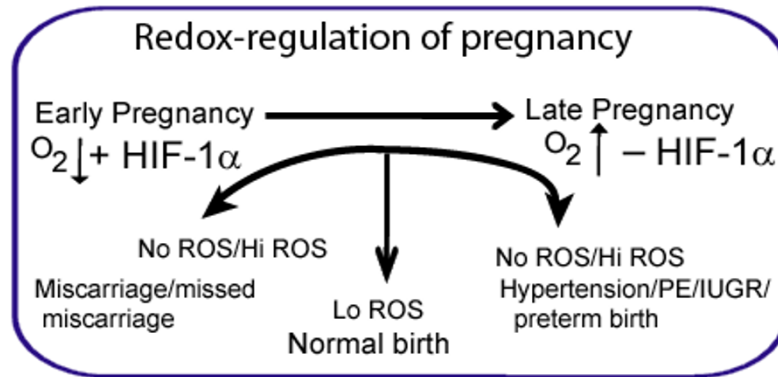 Redox-regulation of pregnancy
Early Pregnancy
O2↓+ HIF-1α
Late Pregnancy
O2↑ – HIF-1α
No ROS/Hi ROS
Miscarriage/missed
miscarriage
Lo ROS
Normal birth
No ROS/Hi ROS
Hypertension/PE/IUGR/
preterm birth